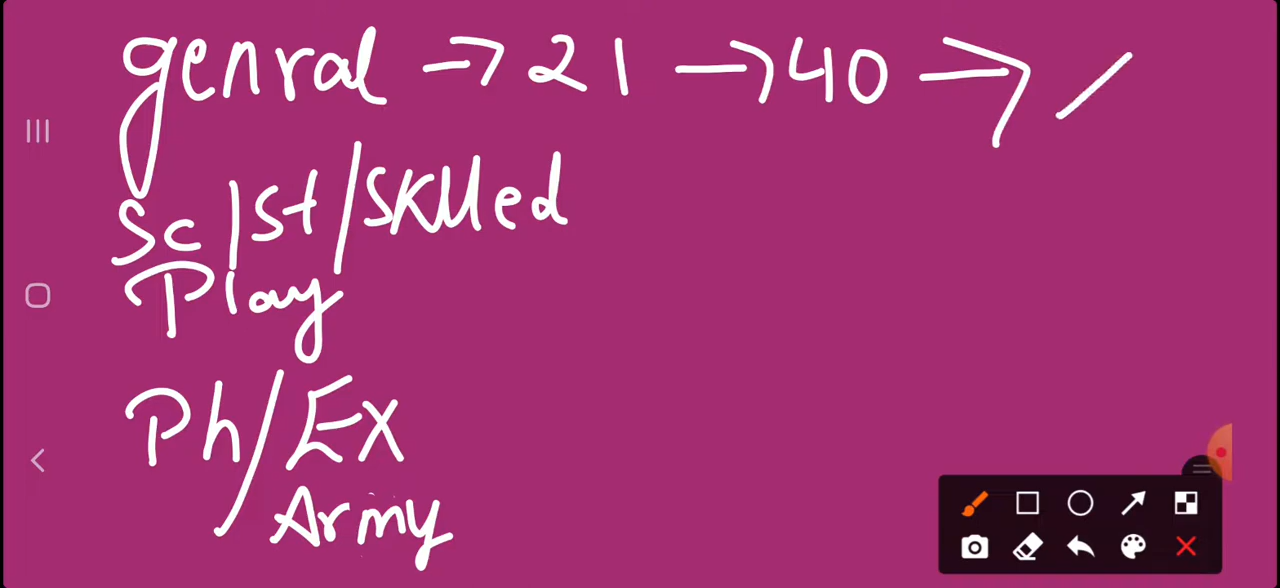 genral → 21 → 40 → /
Sc/St/Skilled
Play
Ph/Ex
Army